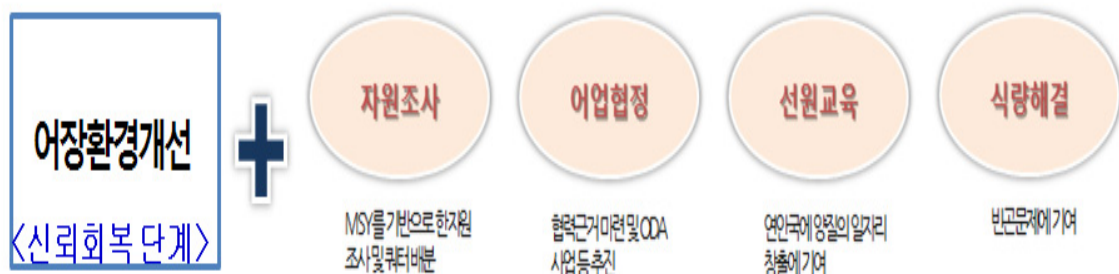 어장환경개선
<신뢰회복 단계>
자원조사
어업협정
선원교육
식량해결
MSY를 기반으로 한 자원
조사 및 쿼터 배분
협력근거 마련 및 ODA
사업 등 추진
연안국에 양질의 일자리
창출에 기여
빈곤문제에 기여